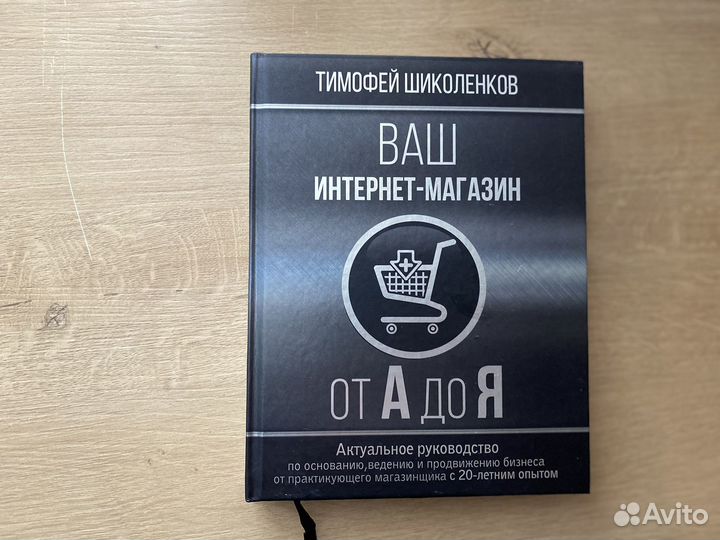 ТИМОФЕЙ ШИКОЛЕНКОВ
ВАШ
ИНТЕРНЕТ-МАГАЗИН
ОТ А ДО Я
Актуальное руководство
по основанию,ведению и продвижению бизнеса
от практикующего магазинщика с 20-летним опытом
Avito